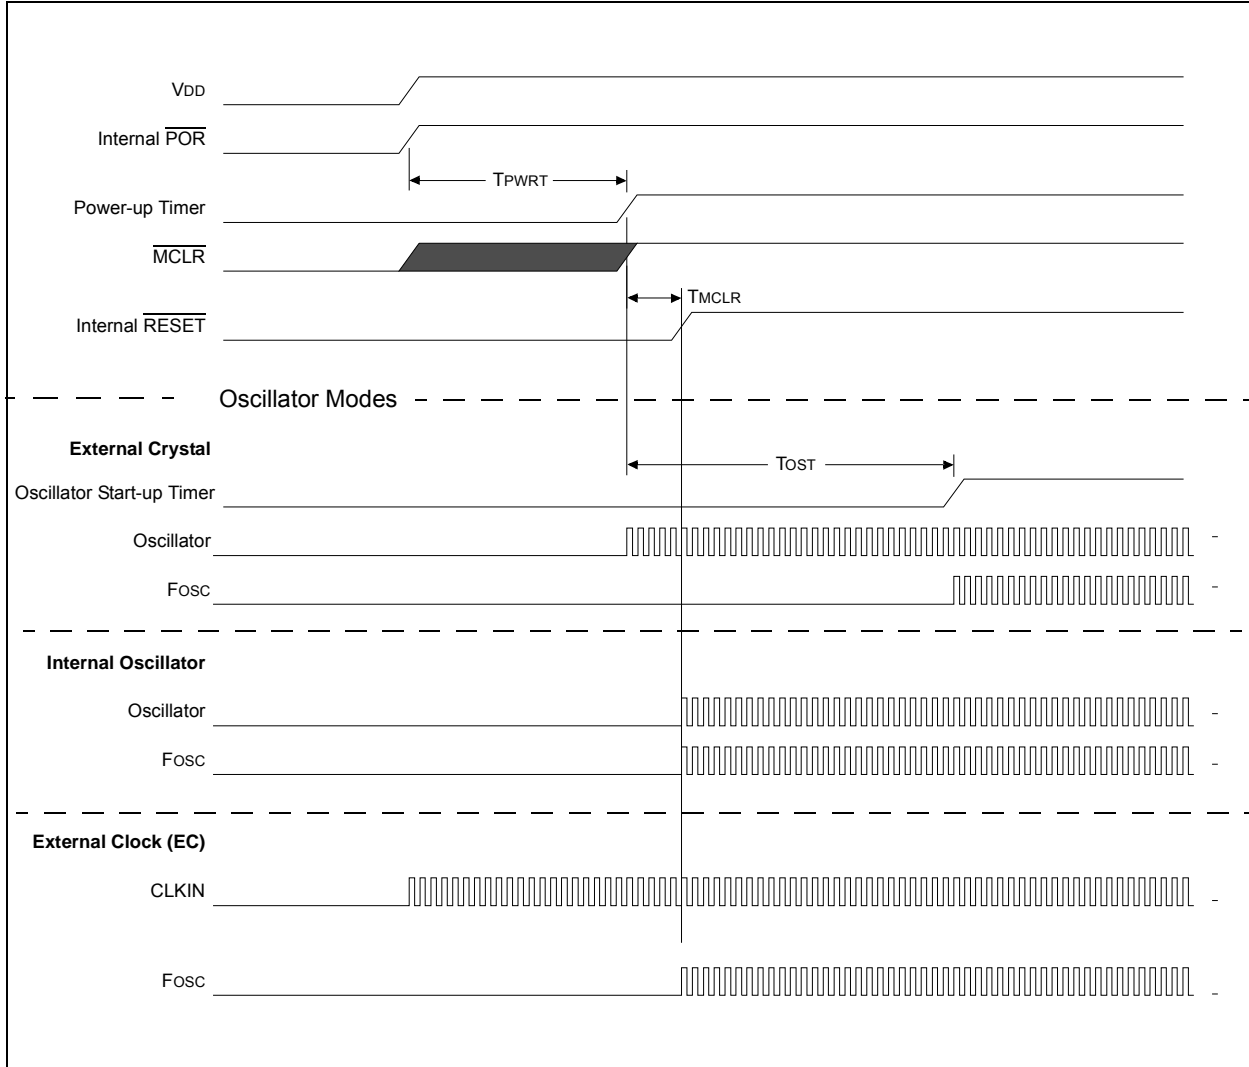 VDD
Internal POR
TPWRT
Power-up Timer
MCLR
TMCLR
Internal RESET
Oscillator Modes
External Crystal
TOST
Oscillator Start-up Timer
Oscillator
FOSC
Internal Oscillator
Oscillator
FOSC
External Clock (EC)
CLKIN
FOSC